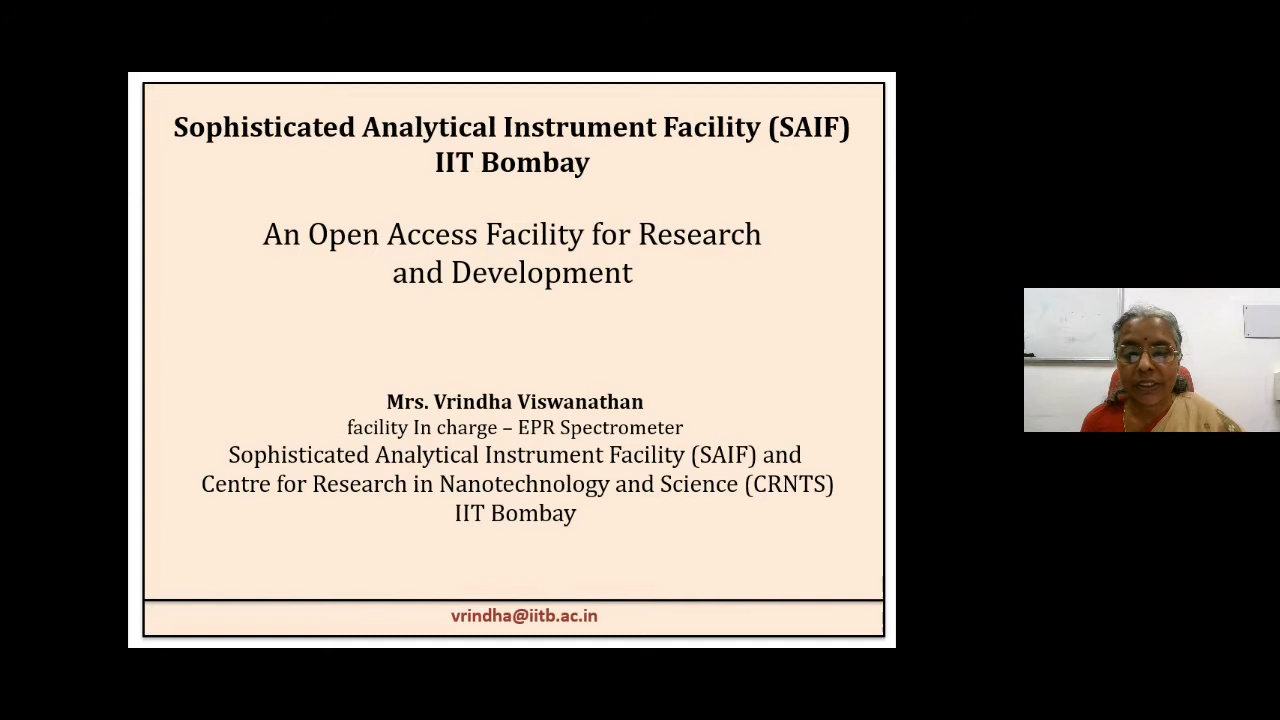 Sophisticated Analytical Instrument Facility (SAIF)
IIT Bombay
An Open Access Facility for Research
and Development
Mrs. Vrindha Viswanathan
facility In charge – EPR Spectrometer
Sophisticated Analytical Instrument Facility (SAIF) and
Centre for Research in Nanotechnology and Science (CRNTS)
IIT Bombay
vrindha@iitb.ac.in